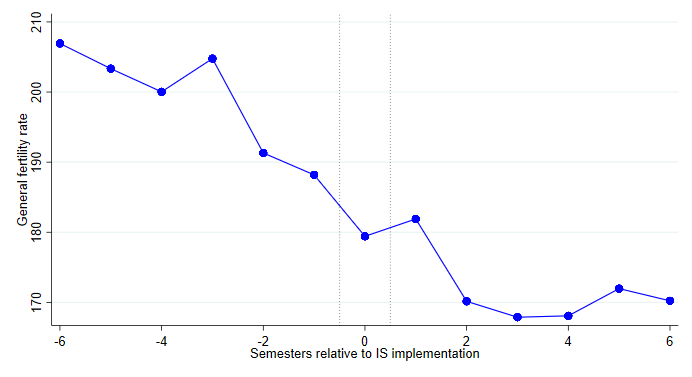 General fertility rate
210
200
190
180
170
-6 -4 -2 0 2 4 6
Semesters relative to IS implementation